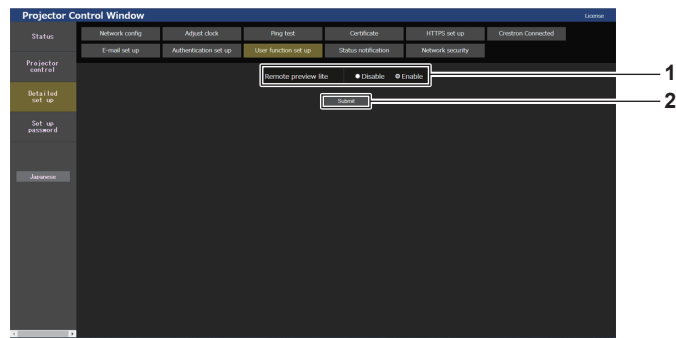 Projector Control Window
License
Status
Network config
Adjust clock
Ping test
Certificate
HTTPS set up
Crestron Connected
E-mail set up
Authentication set up
User function set up
Status notification
Network security
Projector
control
Detailed
set up
Set up
password
Japanese
Remote preview lite
Disable
Enable
1
Submit
2